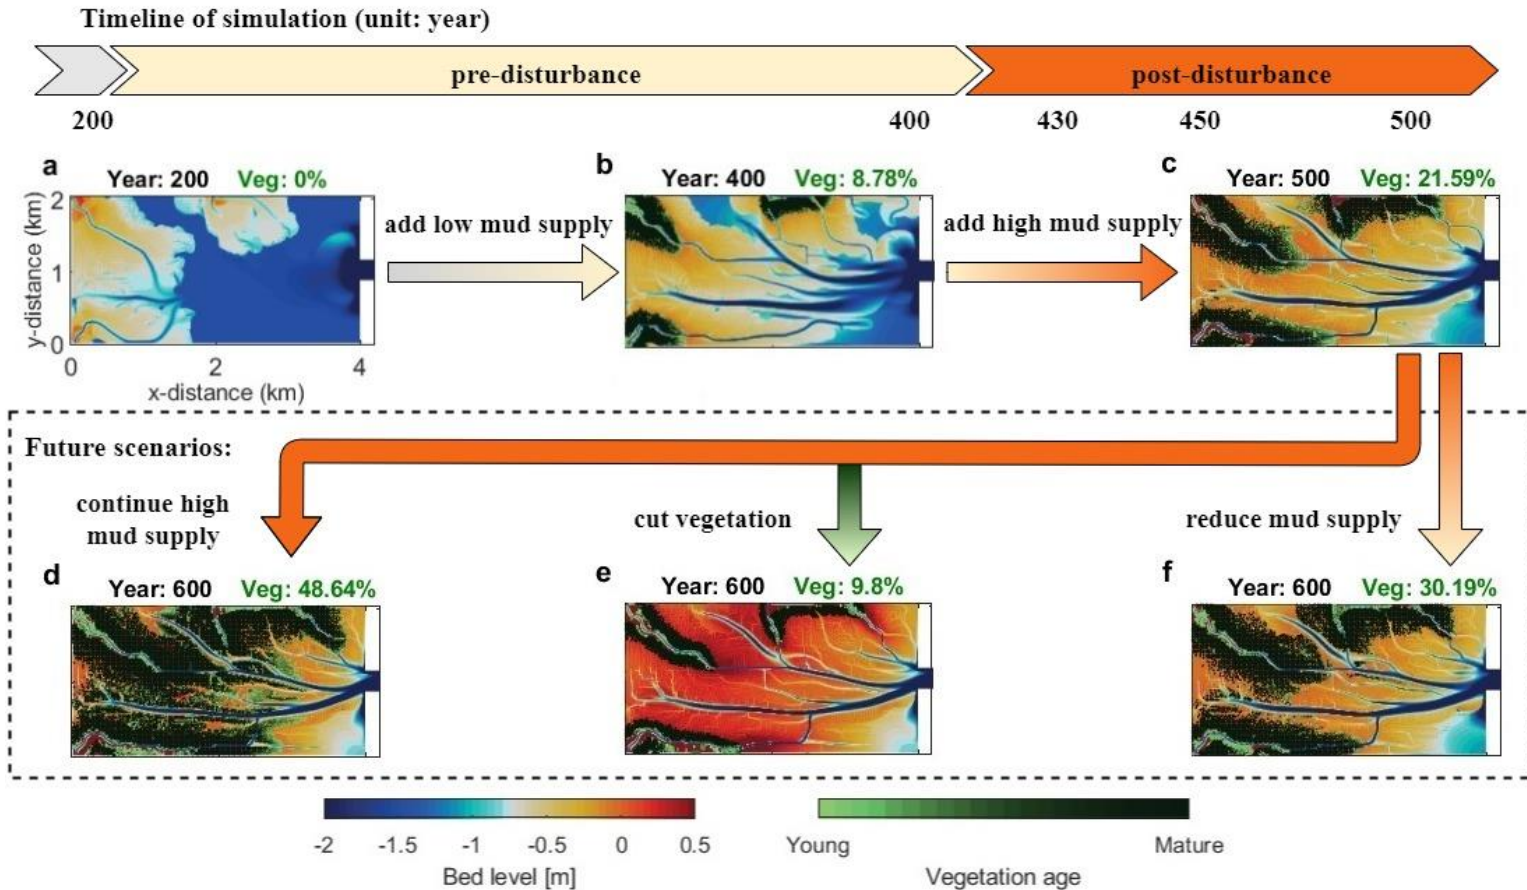 Timeline of simulation (unit: year)
pre-disturbance
post-disturbance
200
400
430
450
500
a
Year: 200
Veg: 0%
2
1
0
y-distance (km)
0
2
4
x-distance (km)
add low mud supply
b
Year: 400
Veg: 8.78%
add high mud supply
c
Year: 500
Veg: 21.59%
Future scenarios:
continue high
mud supply
cut vegetation
reduce mud supply
d
Year: 600
Veg: 48.64%
e
Year: 600
Veg: 9.8%
f
Year: 600
Veg: 30.19%
-2
-1.5
-1
-0.5
0
0.5
Bed level [m]
Young
Mature
Vegetation age